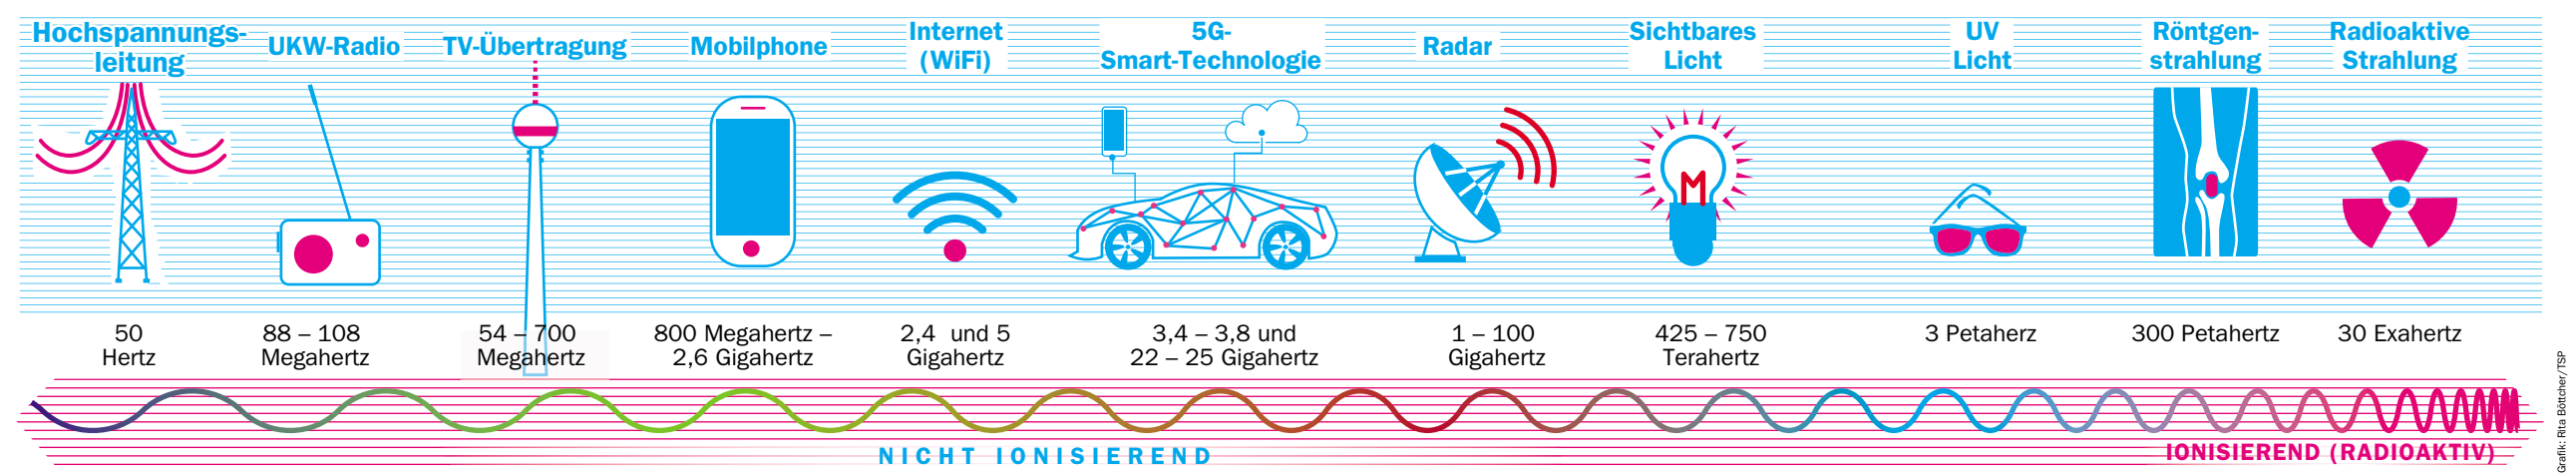 Hochspannungs-
leitung
UKW-Radio
TV-Übertragung
Mobilphone
Internet
(WiFi)
5G-
Smart-Technologie
Radar
Sichtbares
Licht
UV
Licht
Röntgen-
strahlung
Radioaktive
Strahlung
50
Hertz
88 – 108
Megahertz
54 – 700
Megahertz
800 Megahertz –
2,6 Gigahertz
2,4 und 5
Gigahertz
3,4 – 3,8 und
22 – 25 Gigahertz
1 – 100
Gigahertz
425 – 750
Terahertz
3 Petaherz
300 Petahertz
30 Exahertz
NICHT IONISIEREND
IONISIEREND (RADIOAKTIV)
Grafik: Rita Böttcher/TSP